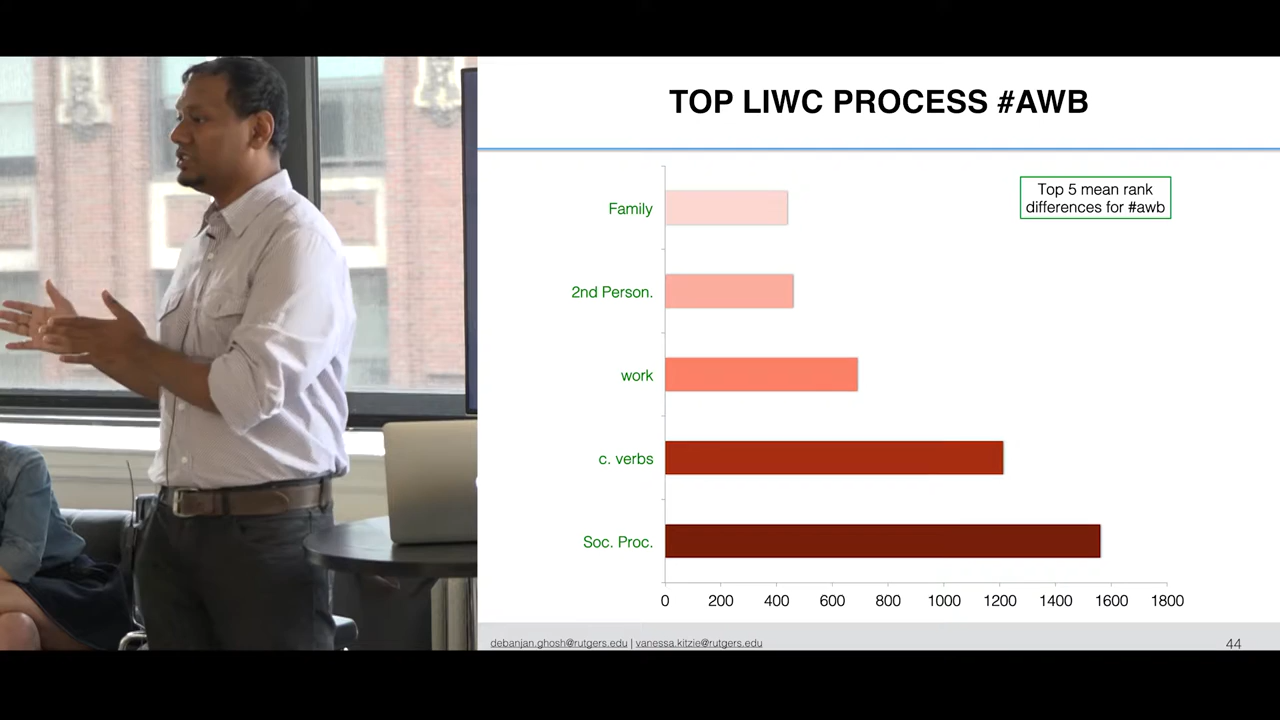 TOP LIWC PROCESS #AWB
Top 5 mean rank
differences for #awb
Family
2nd Person.
work
c. verbs
Soc. Proc.
0 200 400 600 800 1000 1200 1400 1600 1800
debanjan.ghosh@rutgers.edu | vanessa.kitzie@rutgers.edu
44